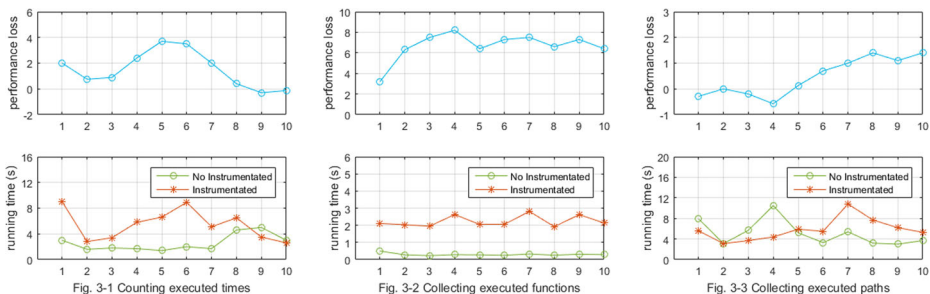 6
4
2
0
-2
performance loss
1 2 3 4 5 6 7 8 9 10
10
8
6
4
2
0
performance loss
1 2 3 4 5 6 7 8 9 10
3
2
1
0
-1
performance loss
1 2 3 4 5 6 7 8 9 10
16
12
8
4
0
running time (s)
No Instrumentated
Instrumentated
1 2 3 4 5 6 7 8 9 10
Fig. 3-1 Counting executed times
6
5
4
3
2
1
0
running time (s)
No Instrumentated
Instrumentated
1 2 3 4 5 6 7 8 9 10
Fig. 3-2 Collecting executed functions
20
16
12
8
4
0
running time (s)
No Instrumentated
Instrumentated
1 2 3 4 5 6 7 8 9 10
Fig. 3-3 Collecting executed paths